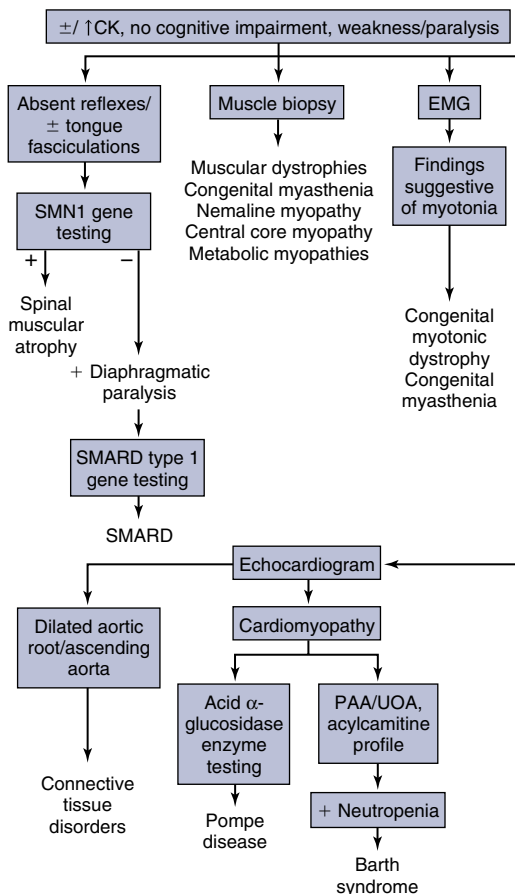 ±/ ↑CK, no cognitive impairment, weakness/paralysis
Absent reflexes/
± tongue
fasciculations
Muscle biopsy
EMG
Muscular dystrophies
Congenital myasthenia
Nemaline myopathy
Central core myopathy
Metabolic myopathies
Findings
suggestive
of myotonia
SMN1 gene
testing
+
−
Spinal
muscular
atrophy
Congenital
myotonic
dystrophy
Congenital
myasthenia
+ Diaphragmatic
paralysis
SMARD type 1
gene testing
SMARD
Echocardiogram
Dilated aortic
root/ascending
aorta
Cardiomyopathy
Acid α-
glucosidase
enzyme
testing
PAA/UOA,
acylcamitine
profile
Connective
tissue
disorders
Pompe
disease
+ Neutropenia
Barth
syndrome